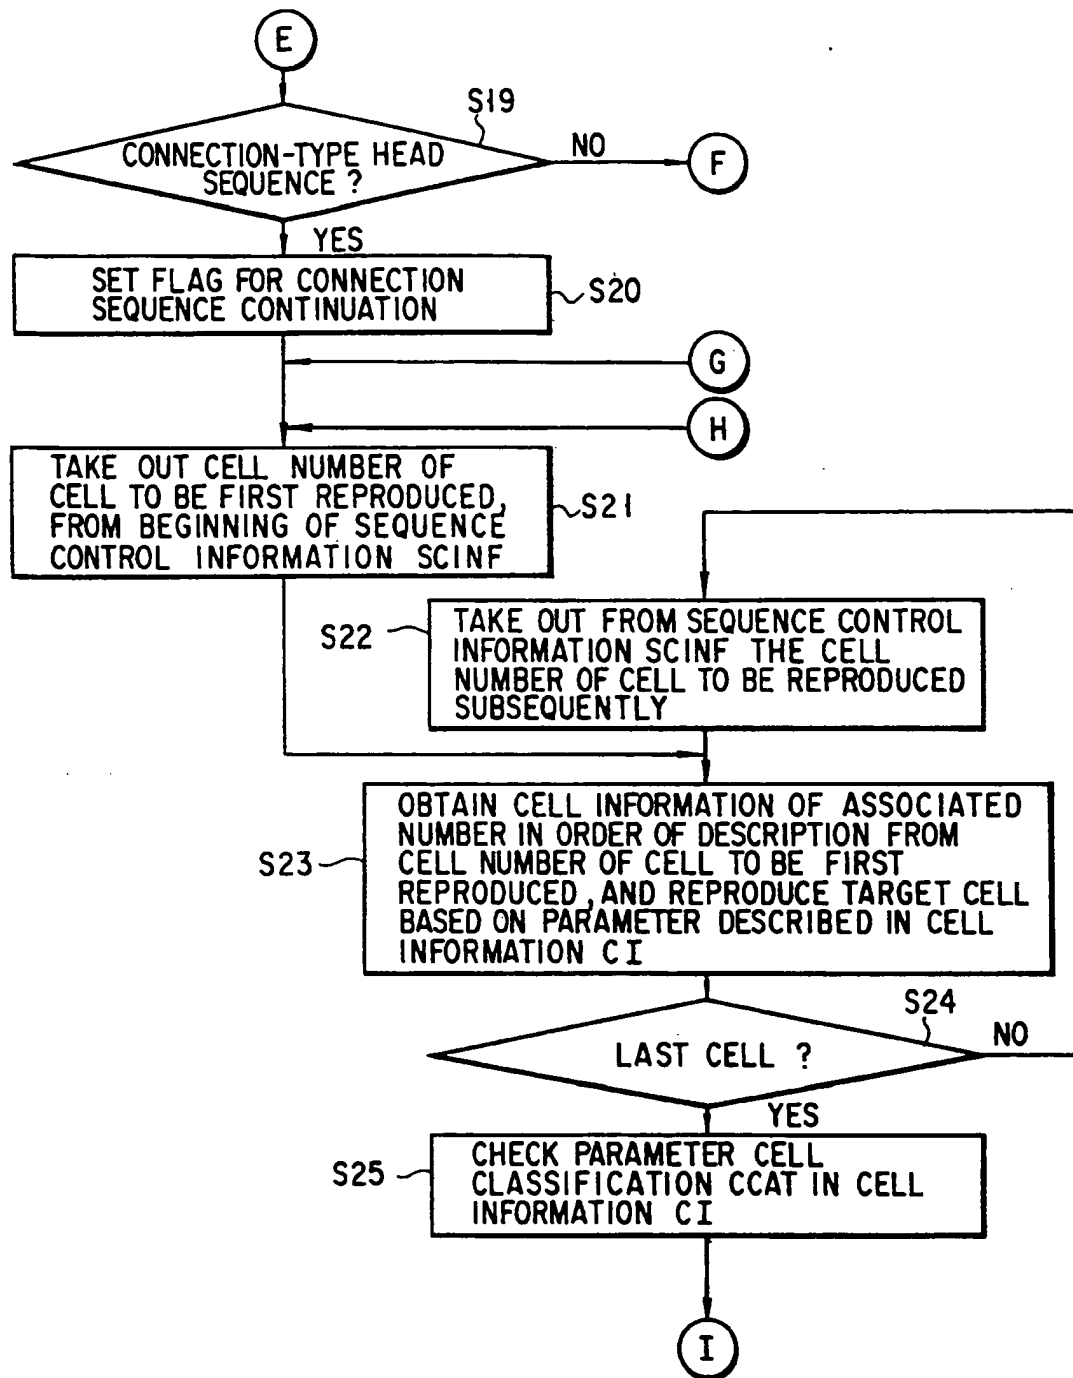 E
S19
CONNECTION-TYPE HEAD
SEQUENCE ?
NO
F
YES
SET FLAG FOR CONNECTION
SEQUENCE CONTINUATION
S20
G
H
TAKE OUT CELL NUMBER OF
CELL TO BE FIRST REPRODUCED,
FROM BEGINNING OF SEQUENCE
CONTROL INFORMATION SCINF
S21
S22
TAKE OUT FROM SEQUENCE CONTROL
INFORMATION SCINF THE CELL
NUMBER OF CELL TO BE REPRODUCED
SUBSEQUENTLY
S23
OBTAIN CELL INFORMATION OF ASSOCIATED
NUMBER IN ORDER OF DESCRIPTION FROM
CELL NUMBER OF CELL TO BE FIRST
REPRODUCED, AND REPRODUCE TARGET CELL
BASED ON PARAMETER DESCRIBED IN CELL
INFORMATION CI
S24
LAST CELL ?
NO
YES
S25
CHECK PARAMETER CELL
CLASSIFICATION CCAT IN CELL
INFORMATION CI
I